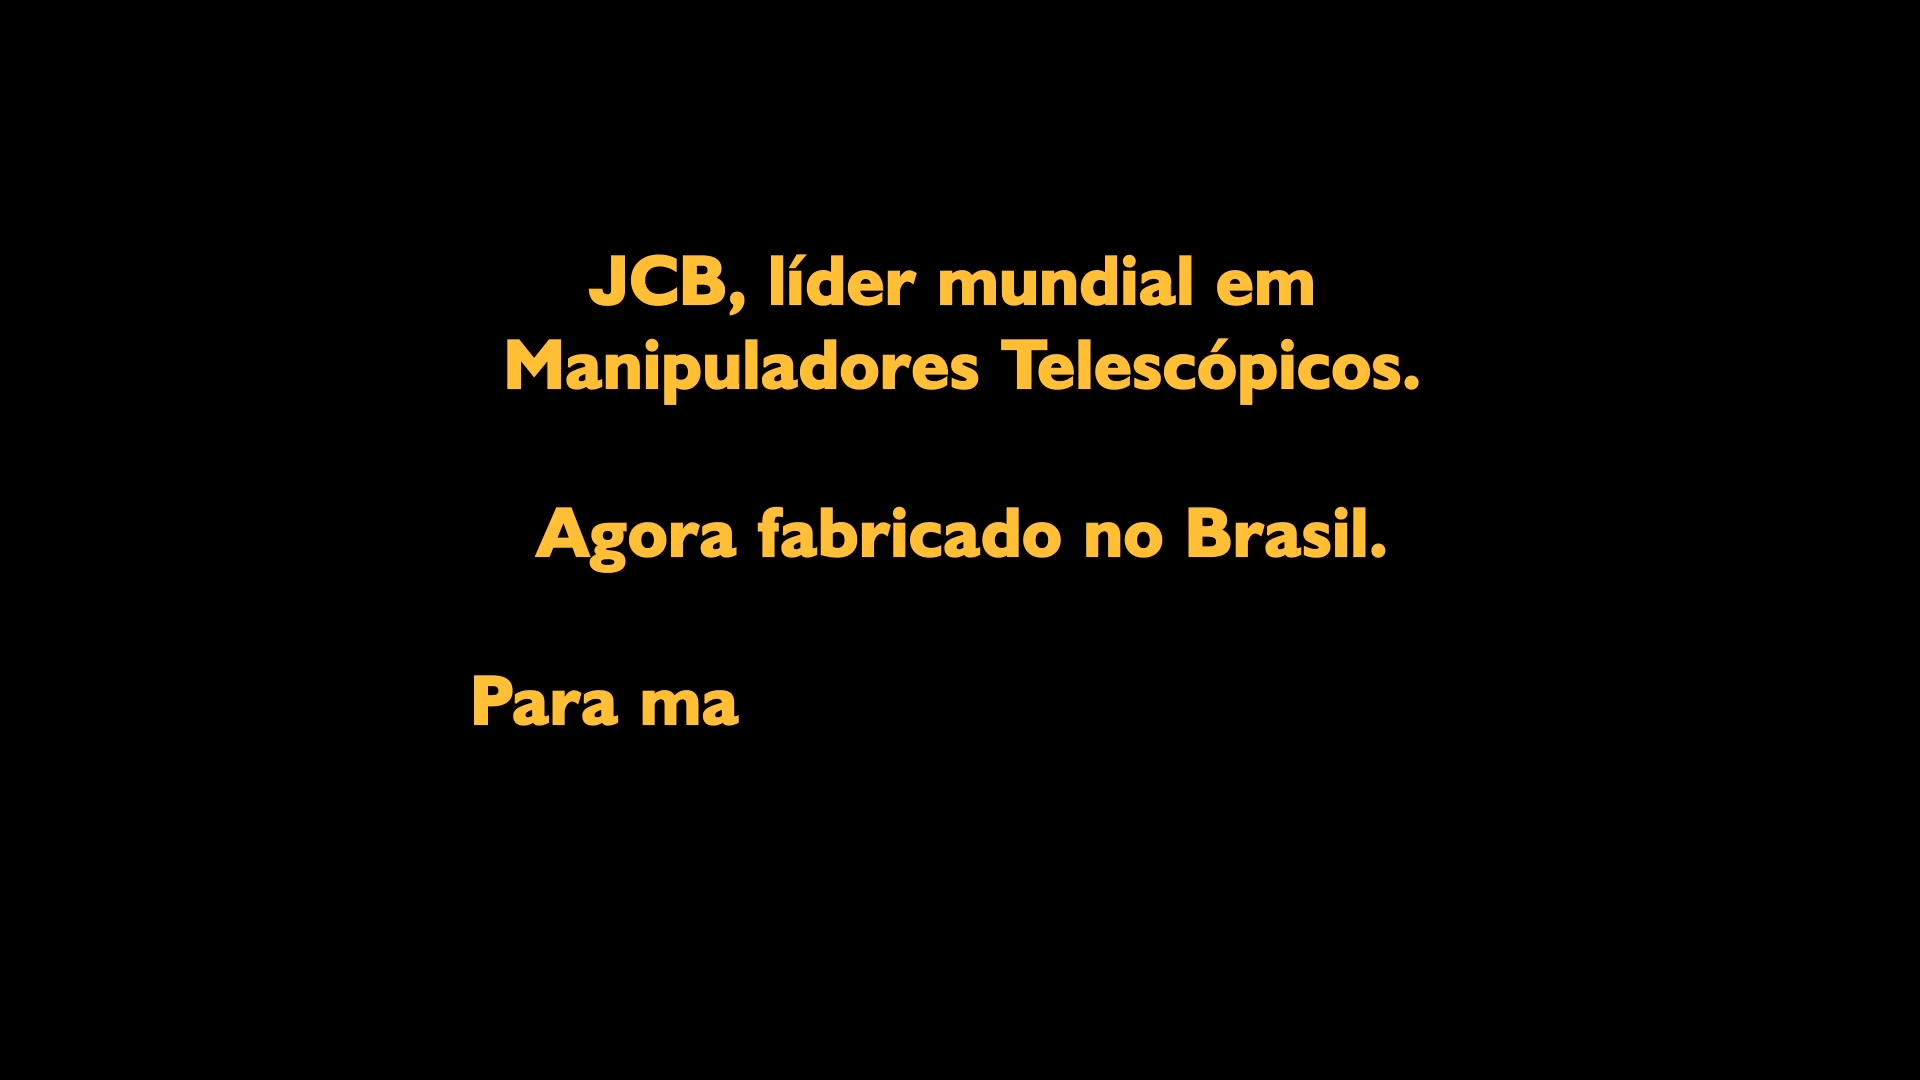 JCB, líder mundial em
Manipuladores Telescópicos.
Agora fabricado no Brasil.
Para ma